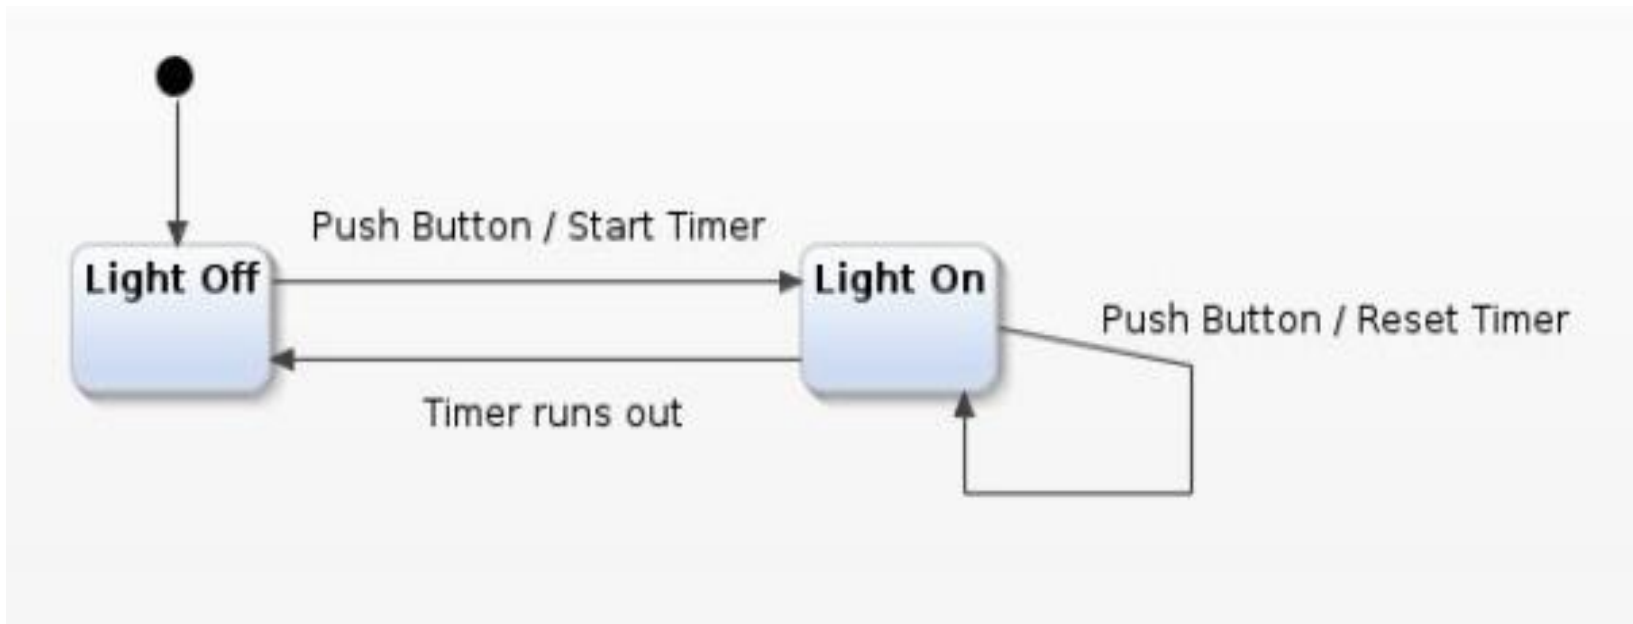 Push Button / Start Timer
Light Off
Light On
Push Button / Reset Timer
Timer runs out